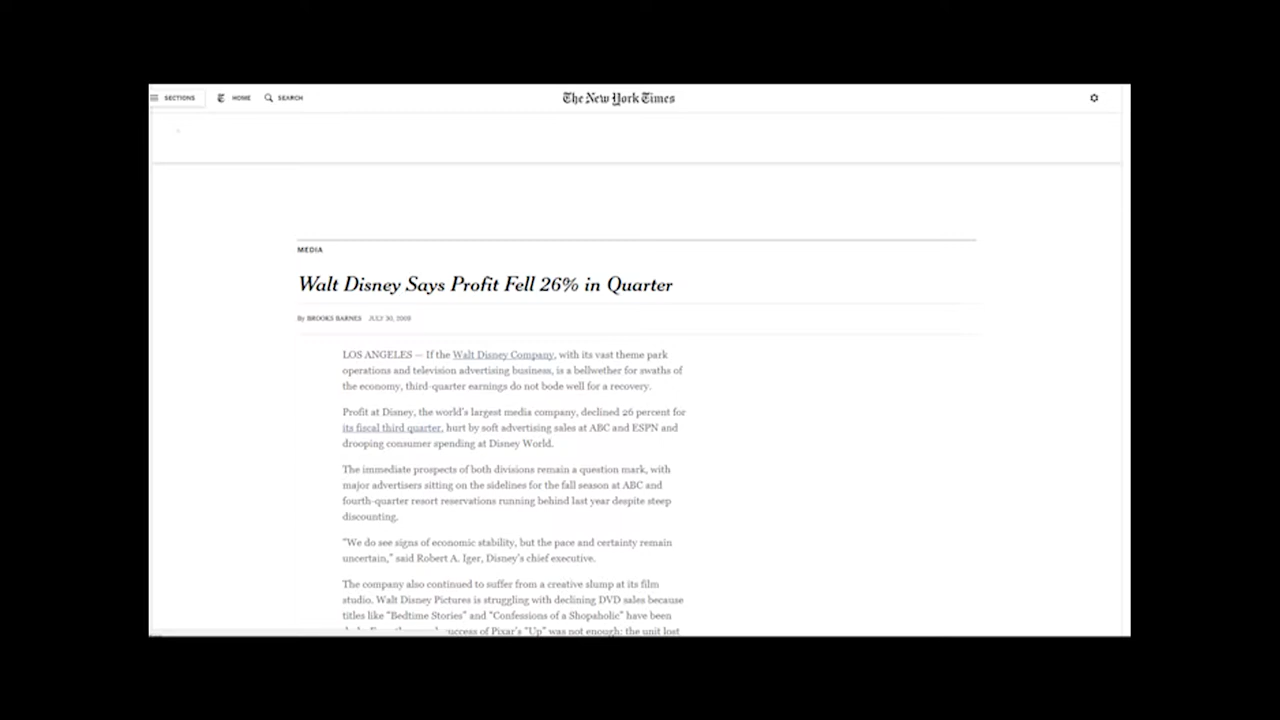 SECTIONS HOME SEARCH The New York Times
MEDIA
Walt Disney Says Profit Fell 26% in Quarter
By BROOKS BARNES JULY 30, 2009
LOS ANGELES — If the Walt Disney Company, with its vast theme park
operations and television advertising business, is a bellwether for swaths of
the economy, third-quarter earnings do not bode well for a recovery.
Profit at Disney, the world's largest media company, declined 26 percent for
its fiscal third quarter, hurt by soft advertising sales at ABC and ESPN and
drooping consumer spending at Disney World.
The immediate prospects of both divisions remain a question mark, with
major advertisers sitting on the sidelines for the fall season at ABC and
fourth-quarter resort reservations running behind last year despite steep
discounting.
“We do see signs of economic stability, but the pace and certainty remain
uncertain,” said Robert A. Iger, Disney's chief executive.
The company also continued to suffer from a creative slump at its film
studio. Walt Disney Pictures is struggling with declining DVD sales because
titles like “Bedtime Stories” and “Confessions of a Shopaholic” have been
success of Pixar's “Up” was not enough: the unit lost